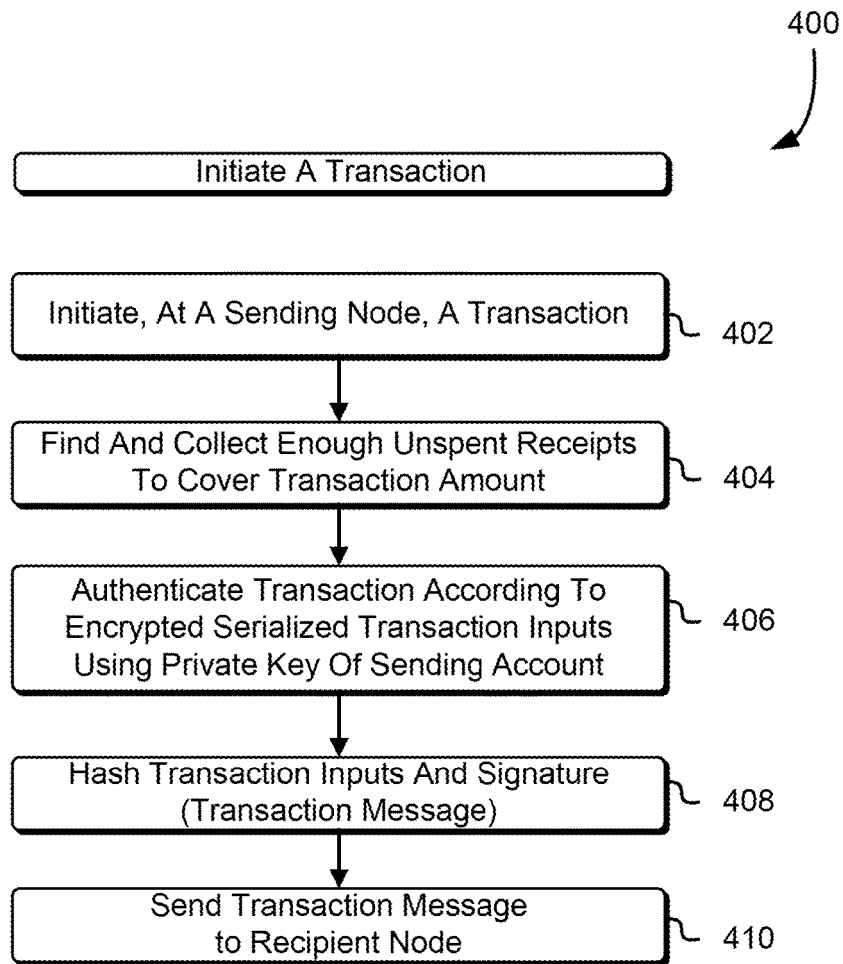 400
Initiate A Transaction
Initiate, At A Sending Node, A Transaction
402
Find And Collect Enough Unspent Receipts
To Cover Transaction Amount
404
Authenticate Transaction According To
Encrypted Serialized Transaction Inputs
Using Private Key Of Sending Account
406
Hash Transaction Inputs And Signature
(Transaction Message)
408
Send Transaction Message
to Recipient Node
410